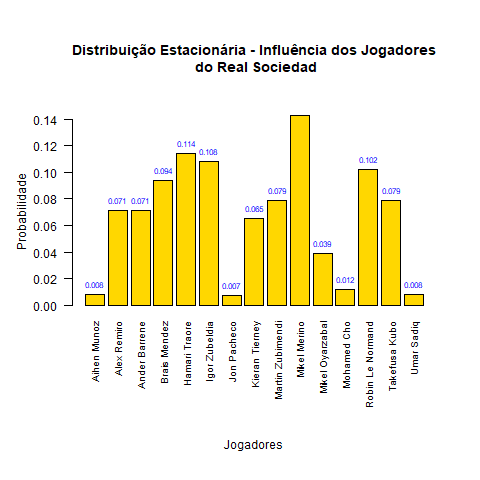 Distribuição Estacionária - Influência dos Jogadores
do Real Sociedad
Probabilidade
0.14
0.12
0.10
0.08
0.06
0.04
0.02
0.00
0.008
0.071
0.071
0.094
0.114
0.108
0.007
0.065
0.079
0.039
0.012
0.102
0.079
0.008
Aihen Munoz
Alex Remiro
Ander Barrene
Brais Mendez
Hamari Traore
Igor Zubeldia
Jon Pacheco
Kieran Tierney
Martin Zubimendi
Mikel Merino
Mikel Oyarzabal
Mohamed Cho
Robin Le Normand
Takefusa Kubo
Umar Sadiq
Jogadores